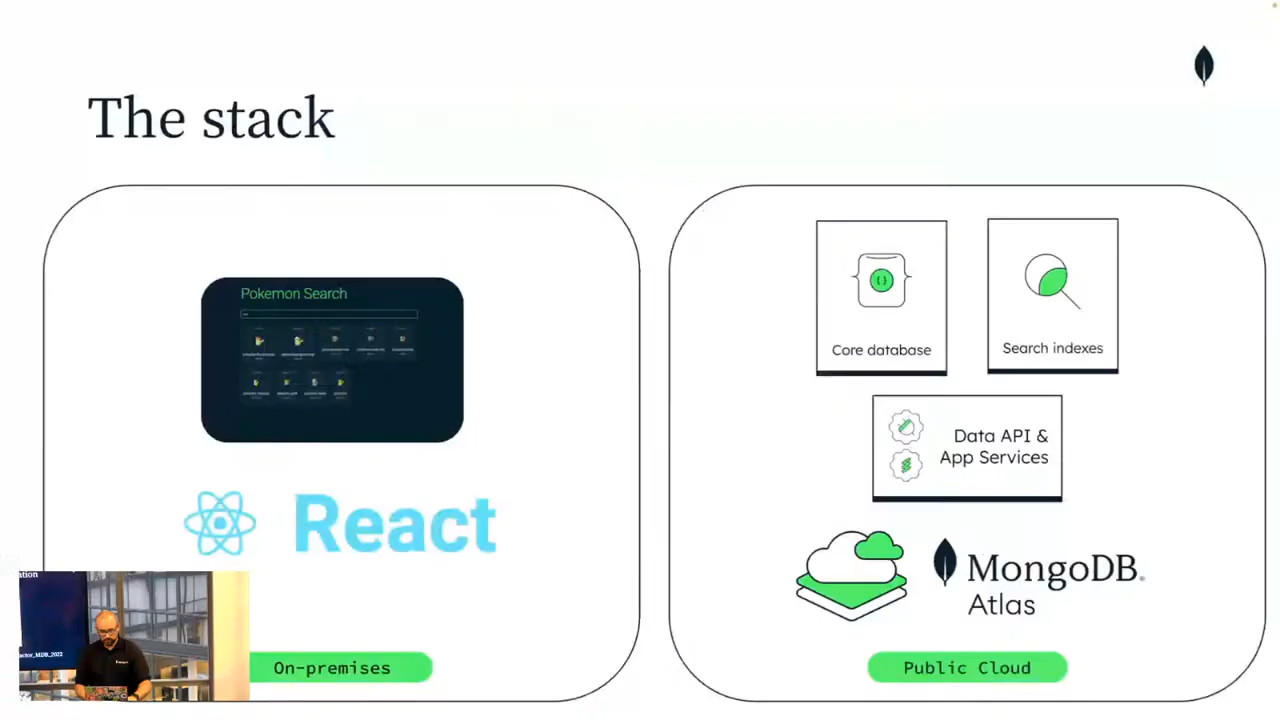 The stack
Pokemon Search
React
On-premises
Core database
Search indexes
Data API &
App Services
MongoDB.
Atlas
Public Cloud